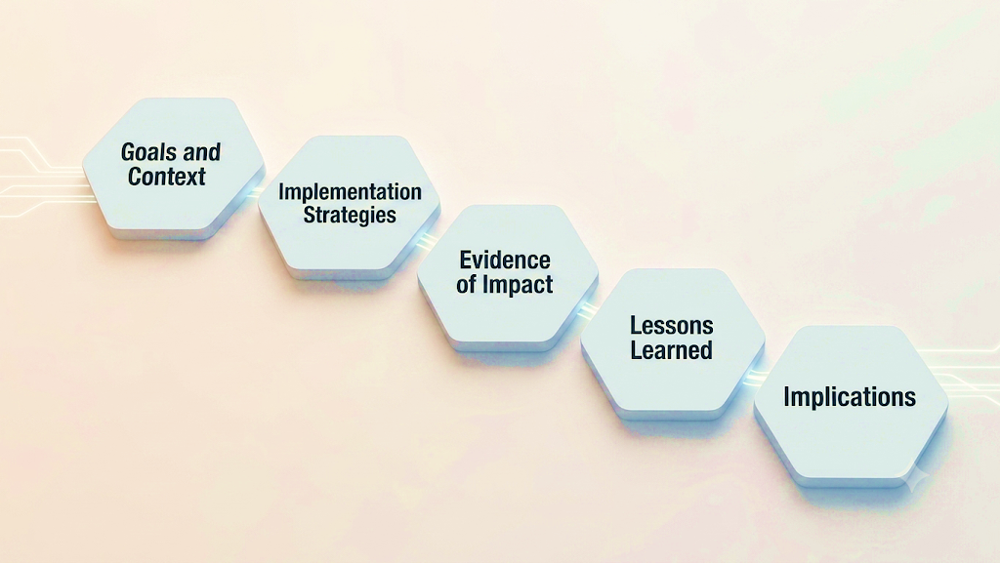 Goals and
Context
Implementation
Strategies
Evidence
of Impact
Lessons
Learned
Implications